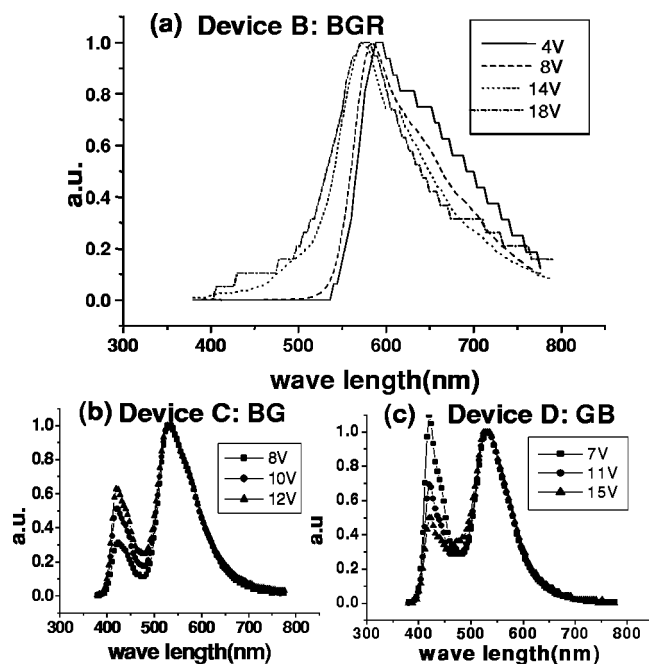 (a) Device B: BGR
4V
8V
14V
18V
1.0
0.8
0.6
0.4
0.2
0.0
a.u.
300 400 500 600 700 800
wave length(nm)
(b) Device C: BG
8V
10V
12V
1.0
0.8
0.6
0.4
0.2
0.0
a.u.
300 400 500 600 700 800
wave length(nm)
(c) Device D: GB
7V
11V
15V
1.0
0.8
0.6
0.4
0.2
0.0
a.u
300 400 500 600 700 800
wave length(nm)